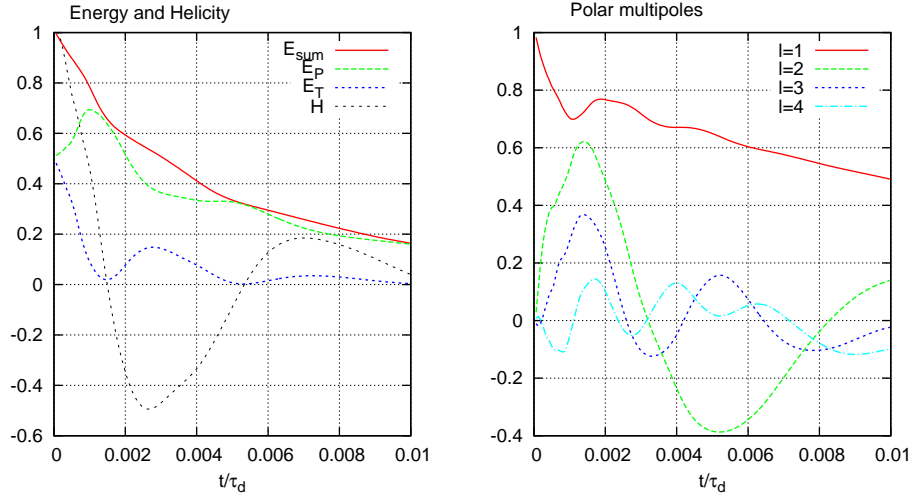 Energy and Helicity
E_sum
E_P
E_T
H
1
0.8
0.6
0.4
0.2
0
-0.2
-0.4
-0.6
0 0.002 0.004 0.006 0.008 0.01
t/τ_d
Polar multipoles
l=1
l=2
l=3
l=4
1
0.8
0.6
0.4
0.2
0
-0.2
-0.4
0 0.002 0.004 0.006 0.008 0.01
t/τ_d